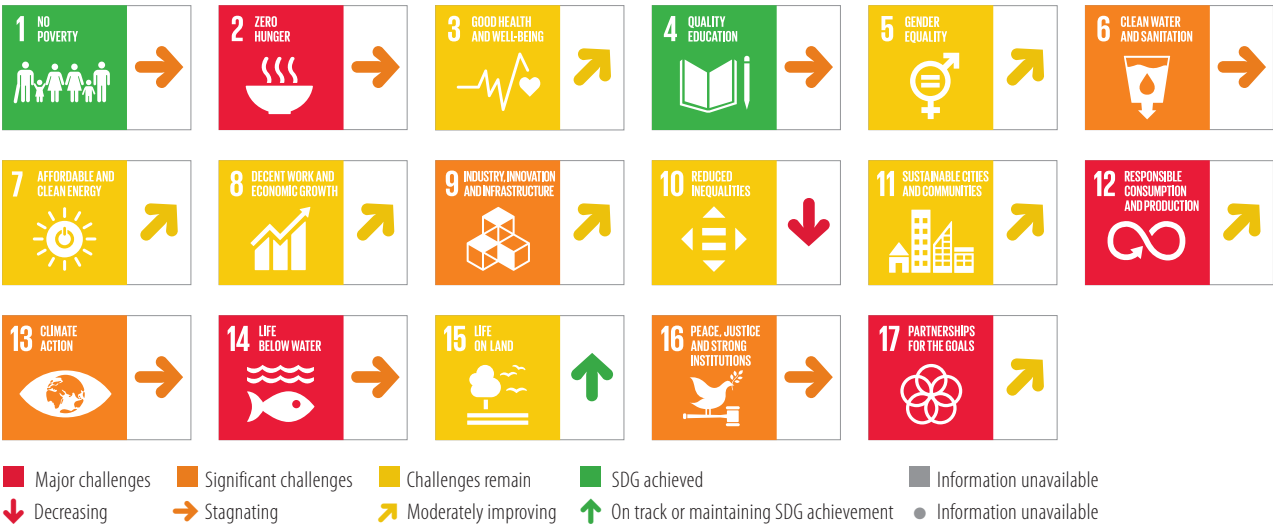 1 NO
POVERTY
2 ZERO
HUNGER
3 GOOD HEALTH
AND WELL-BEING
4 QUALITY
EDUCATION
5 GENDER
EQUALITY
6 CLEAN WATER
AND SANITATION
7 AFFORDABLE AND
CLEAN ENERGY
8 DECENT WORK AND
ECONOMIC GROWTH
9 INDUSTRY, INNOVATION
AND INFRASTRUCTURE
10 REDUCED
INEQUALITIES
11 SUSTAINABLE CITIES
AND COMMUNITIES
12 RESPONSIBLE
CONSUMPTION
AND PRODUCTION
13 CLIMATE
ACTION
14 LIFE
BELOW WATER
15 LIFE
ON LAND
16 PEACE, JUSTICE
AND STRONG
INSTITUTIONS
17 PARTNERSHIPS
FOR THE GOALS
Major challenges Significant challenges Challenges remain SDG achieved Information unavailable
Decreasing Stagnating Moderately improving On track or maintaining SDG achievement Information unavailable